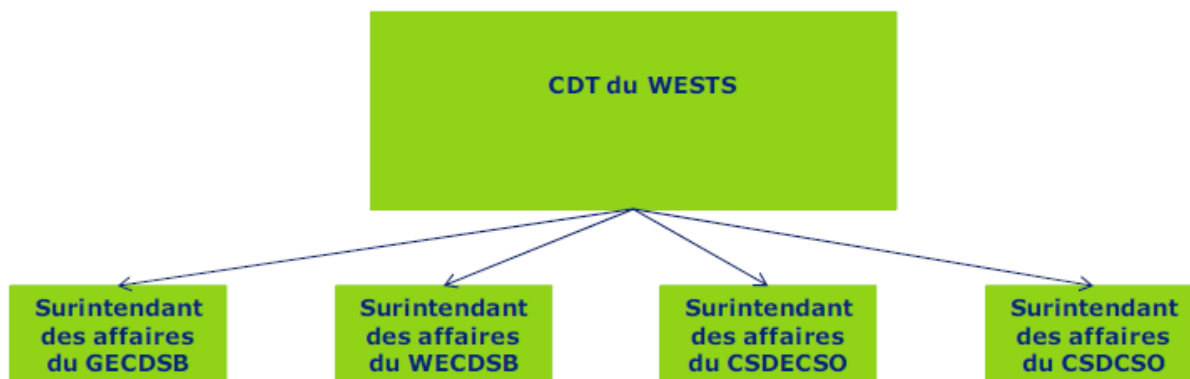 CDT du WESTS
Surintendant
des affaires
du GECDSB
Surintendant
des affaires
du WECDSB
Surintendant
des affaires
du CSDECSO
Surintendant
des affaires
du CSDCSO